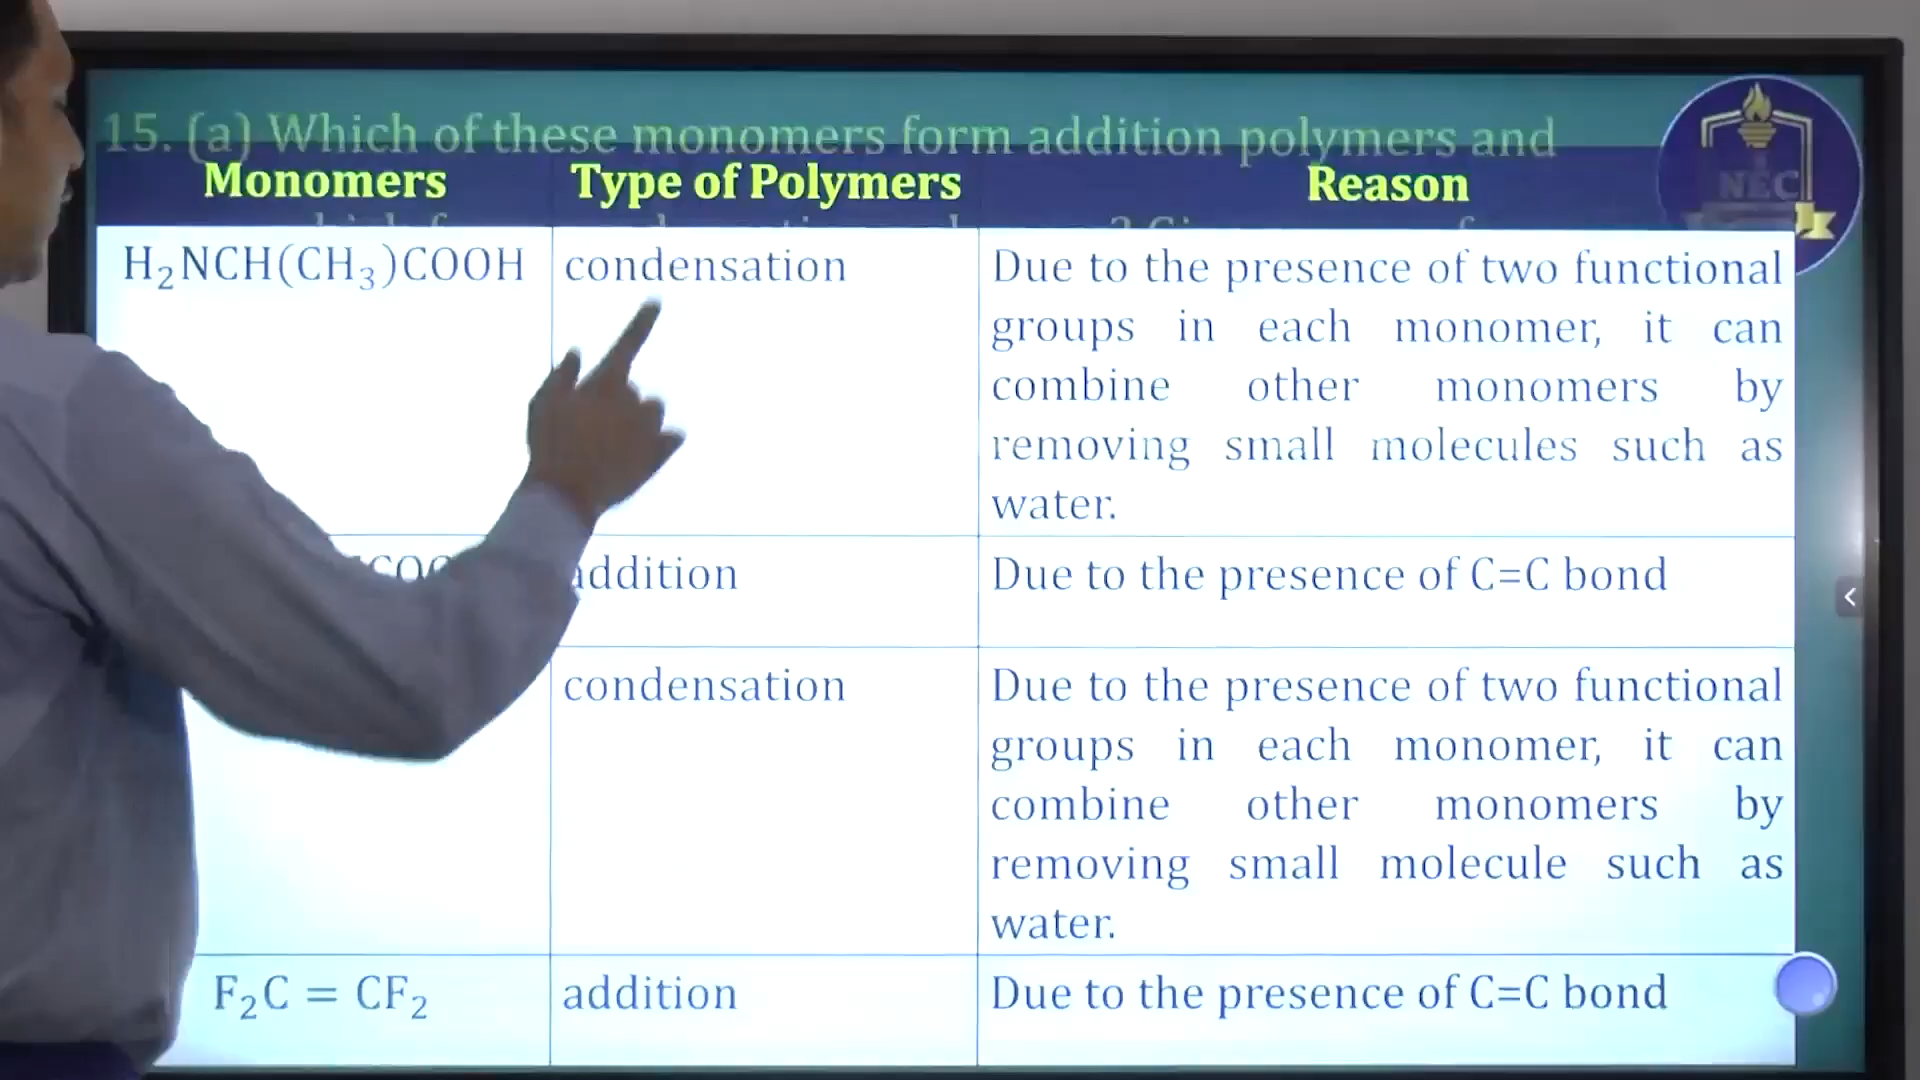 15. (a) Which of these monomers form addition polymers and
NEC
Monomers Type of Polymers Reason
H₂NCH(CH₃)COOH condensation Due to the presence of two functional
groups in each monomer, it can
combine other monomers by
removing small molecules such as
water.
addition Due to the presence of C=C bond
condensation Due to the presence of two functional
groups in each monomer, it can
combine other monomers by
removing small molecule such as
water.
F₂C = CF₂ addition Due to the presence of C=C bond